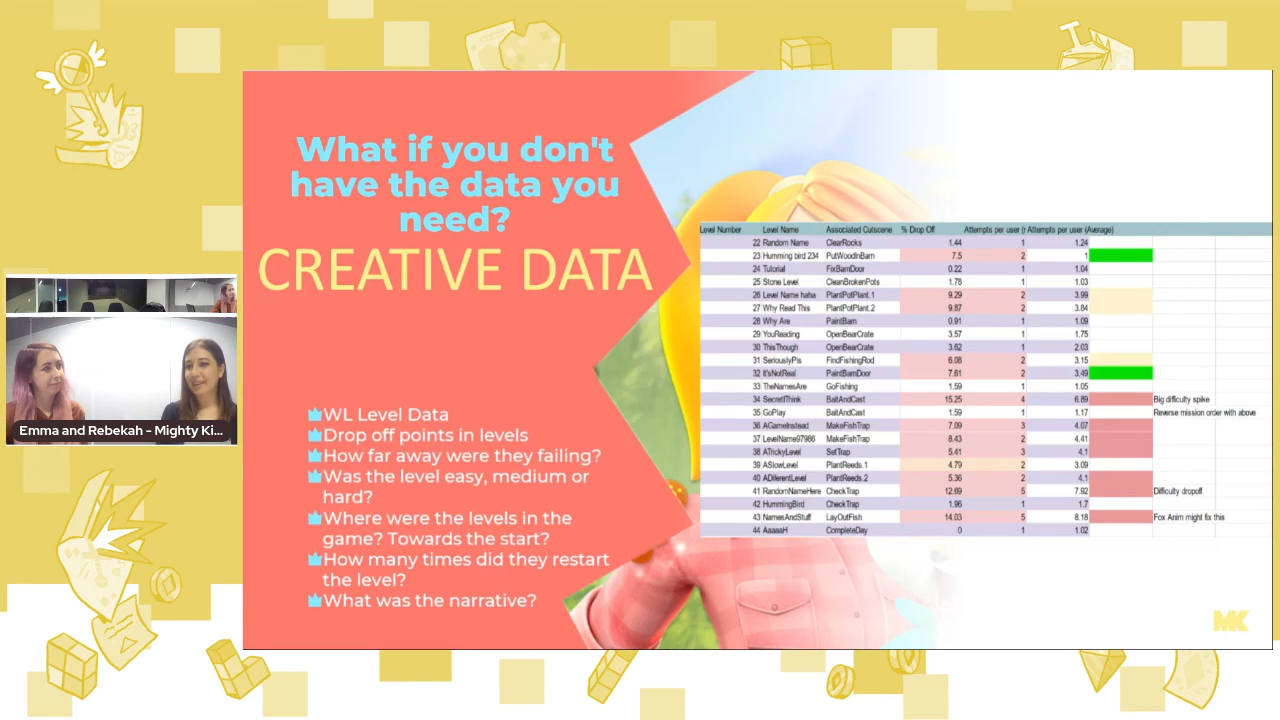 What if you don't
have the data you
need?
CREATIVE DATA
WL Level Data
Drop off points in levels
How far away were they failing?
Was the level easy, medium or
hard?
Where were the levels in the
game? Towards the start?
How many times did they restart
the level?
What was the narrative?
Level Number Level Name Associated Cutscene % Drop Off Attempts per user (r Attempts per user (Average)
22 Random Name ClearRocks 1.44 1 1.24
23 Humming bird 234 PutWoodInBarn 7.5 2 1
24 Tutorial FixBarnDoor 0.22 1 1.04
25 Stone Level CleanBrokenPots 1.78 1 1.03
26 Level Name haha PlantPotPlant.1 9.29 2 3.99
27 Why Read This PlantPotPlant.2 9.87 2 3.84
28 Why Are PaintBarn 0.91 1 1.09
29 YouReading OpenBearCrate 3.57 1 1.75
30 ThisThough OpenBearCrate 3.62 1 2.03
31 SeriouslyPls FindFishingRod 6.08 2 3.15
32 It'sNotReal PaintBarnDoor 7.61 2 3.49
33 TheNamesAre GoFishing 1.59 1 1.05
34 SecretIThink BaitAndCast 15.25 4 6.89 Big difficulty spike
35 GoPlay BaitAndCast 1.59 1 1.17 Reverse mission order with above
36 AGameInstead MakeFishTrap 7.09 3 4.07
37 LevelName97986 MakeFishTrap 8.43 2 4.41
38 ATrickyLevel SetTrap 5.41 3 4.1
39 ASlowLevel PlantReeds.1 4.79 2 3.09
40 ADiferentLevel PlantReeds.2 5.36 2 4.1
41 RandomNameHere CheckTrap 12.69 5 7.92 Difficulty dropoff
42 HummingBird CheckTrap 1.96 1 1.7
43 NamesAndStuff LayOutFish 14.03 5 8.18 Fox Anim might fix this
44 AaaaaH CompleteDay 0 1 1.02
Emma and Rebekah - Mighty Ki...
MK